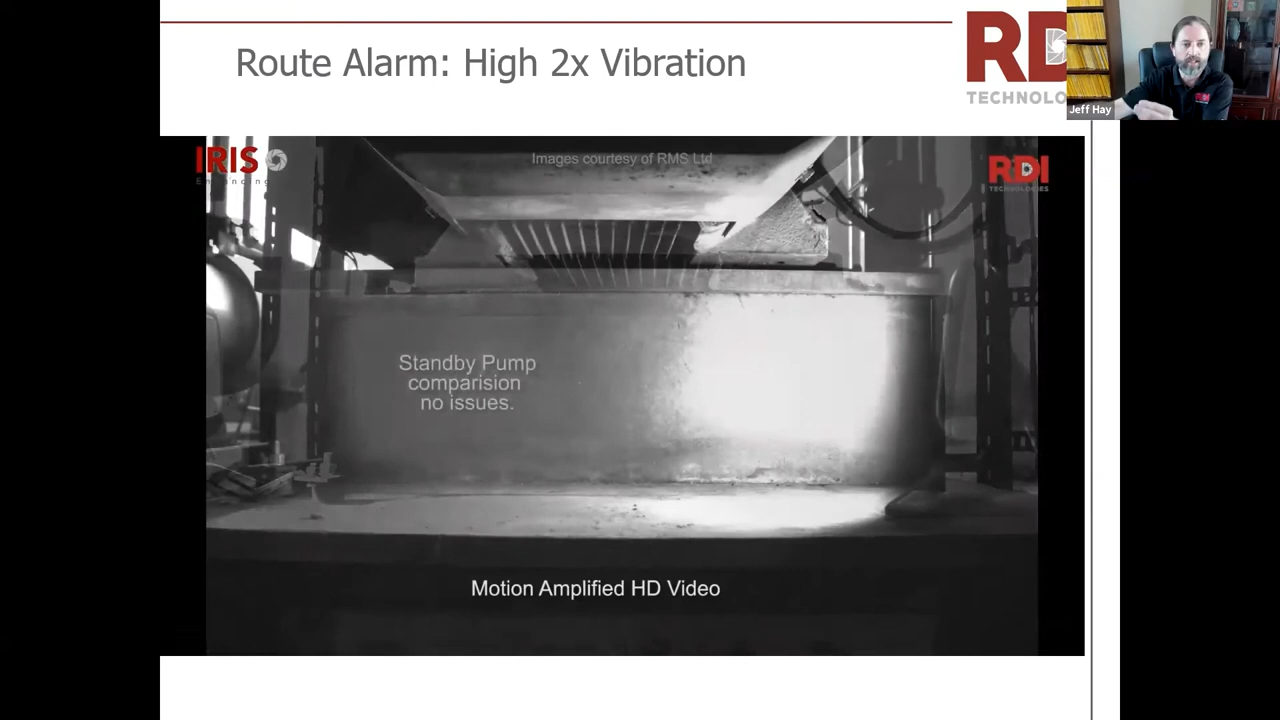 Route Alarm: High 2x Vibration
RD
TECHNOLO
Jeff Hay
IRIS
Images courtesy of RMS Ltd
RDI
TECHNOLOGIES
Standby Pump
comparision
no issues.
Motion Amplified HD Video